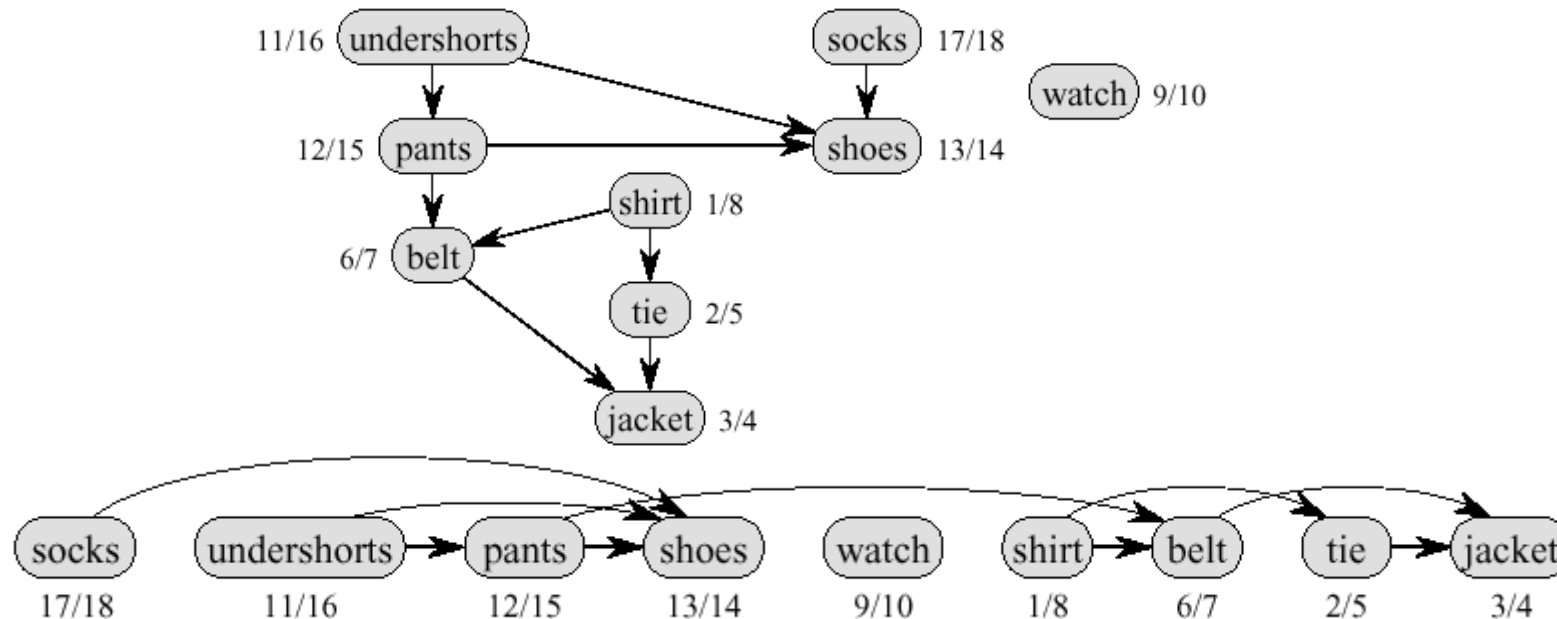 11/16 undershorts socks 17/18
watch 9/10
12/15 pants shoes 13/14
shirt 1/8
6/7 belt
tie 2/5
jacket 3/4
socks undershorts pants shoes watch shirt belt tie jacket
17/18 11/16 12/15 13/14 9/10 1/8 6/7 2/5 3/4